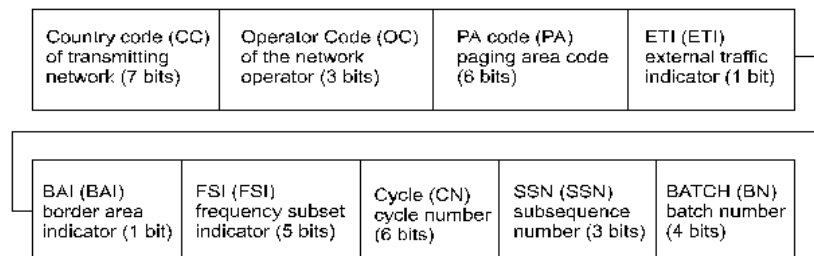 Country code (CC)
of transmitting
network (7 bits)
Operator Code (OC)
of the network
operator (3 bits)
PA code (PA)
paging area code
(6 bits)
ETI (ETI)
external traffic
indicator (1 bit)
BAI (BAI)
border area
indicator (1 bit)
FSI (FSI)
frequency subset
indicator (5 bits)
Cycle (CN)
cycle number
(6 bits)
SSN (SSN)
subsequence
number (3 bits)
BATCH (BN)
batch number
(4 bits)